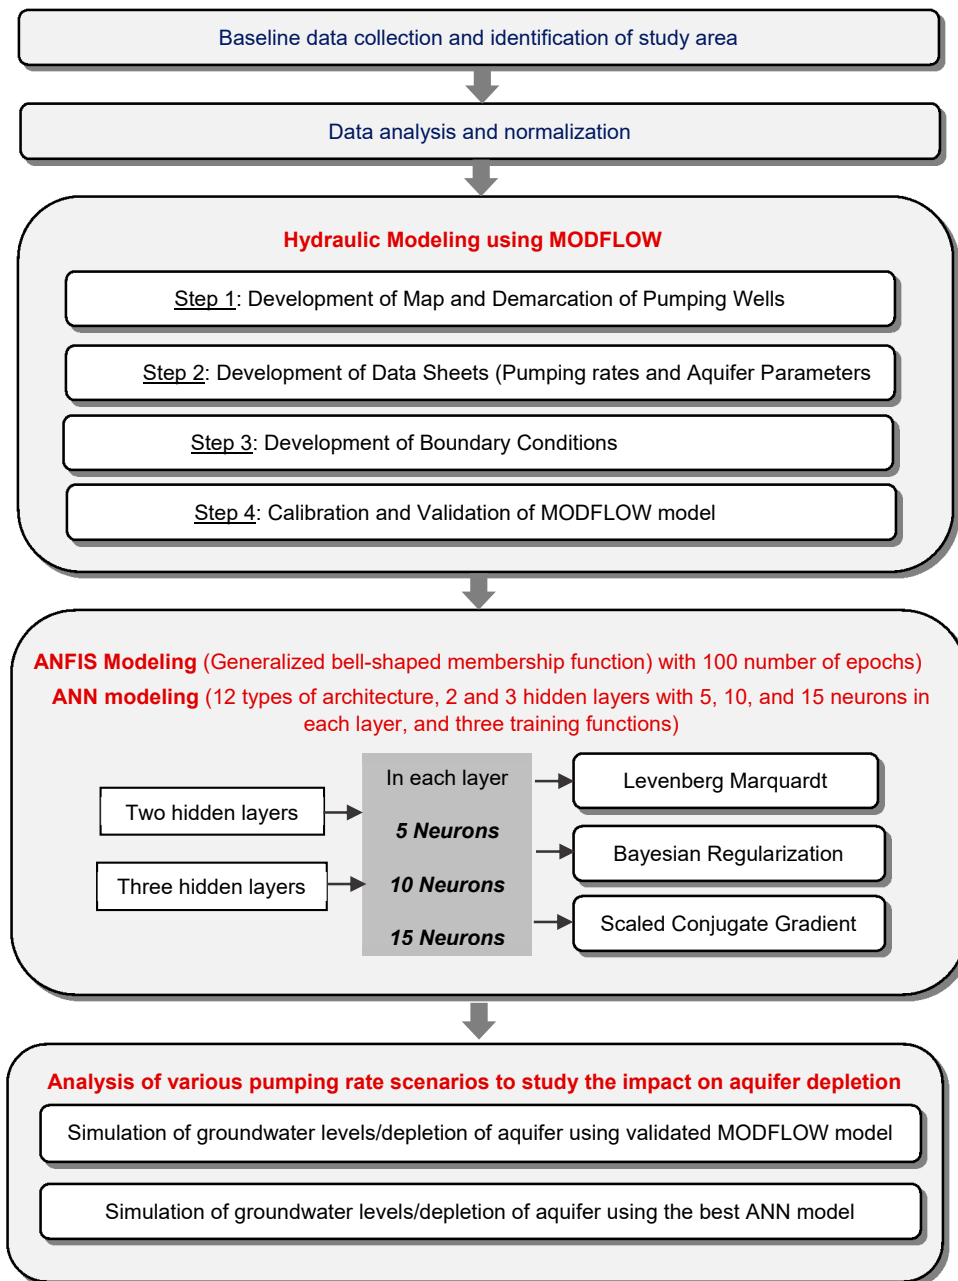 Baseline data collection and identification of study area
Data analysis and normalization
Hydraulic Modeling using MODFLOW
Step 1: Development of Map and Demarcation of Pumping Wells
Step 2: Development of Data Sheets (Pumping rates and Aquifer Parameters
Step 3: Development of Boundary Conditions
Step 4: Calibration and Validation of MODFLOW model
ANFIS Modeling (Generalized bell-shaped membership function) with 100 number of epochs)
ANN modeling (12 types of architecture, 2 and 3 hidden layers with 5, 10, and 15 neurons in
each layer, and three training functions)
Two hidden layers
Three hidden layers
In each layer
5 Neurons
10 Neurons
15 Neurons
Levenberg Marquardt
Bayesian Regularization
Scaled Conjugate Gradient
Analysis of various pumping rate scenarios to study the impact on aquifer depletion
Simulation of groundwater levels/depletion of aquifer using validated MODFLOW model
Simulation of groundwater levels/depletion of aquifer using the best ANN model